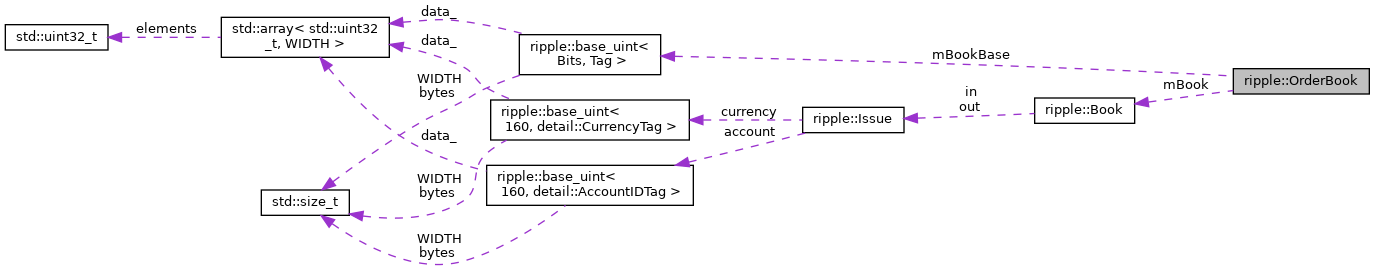 std::uint32_t
elements
std::array< std::uint32
_t, WIDTH >
data_
data_
WIDTH
bytes
data_
WIDTH
bytes
WIDTH
bytes
std::size_t
ripple::base_uint<
Bits, Tag >
ripple::base_uint<
160, detail::CurrencyTag >
ripple::base_uint<
160, detail::AccountIDTag >
mBookBase
currency
account
ripple::Issue
in
out
ripple::Book
mBook
ripple::OrderBook